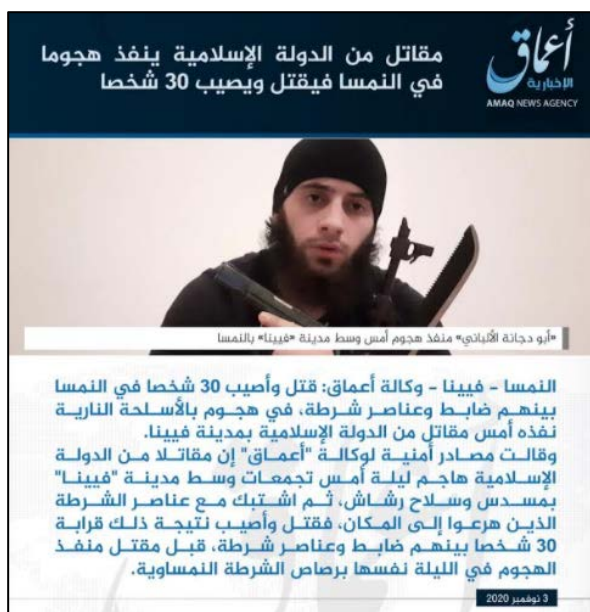 أعماق
الإخبارية
AMAQ NEWS AGENCY
مقاتل من الدولة الإسلامية ينفذ هجوما
في النمسا فيقتل ويصيب 30 شخصا
«أبو دجانة الألباني» منفذ هجوم أمس وسط مدينة «فيينا» بالنمسا
النمسا - فيينا - وكالة أعماق: قتل وأصيب 30 شخصا في النمسا
بينهم ضابط وعناصر شرطة، في هجوم بالأسلحة النارية
نفذه أمس مقاتل من الدولة الإسلامية بمدينة فيينا.
وقالت مصادر أمنية لوكالة "أعماق" إن مقاتلا من الدولة
الإسلامية هاجم ليلة أمس تجمعات وسط مدينة "فيينا"
بمسدس وسلاح رشاش، ثم اشتبك مع عناصر الشرطة
الذين هرعوا إلى المكان، فقتل وأصيب نتيجة ذلك قرابة
30 شخصا بينهم ضابط وعناصر شرطة، قبل مقتل منفذ
الهجوم في الليلة نفسها برصاص الشرطة النمساوية.
3 نوفمبر 2020